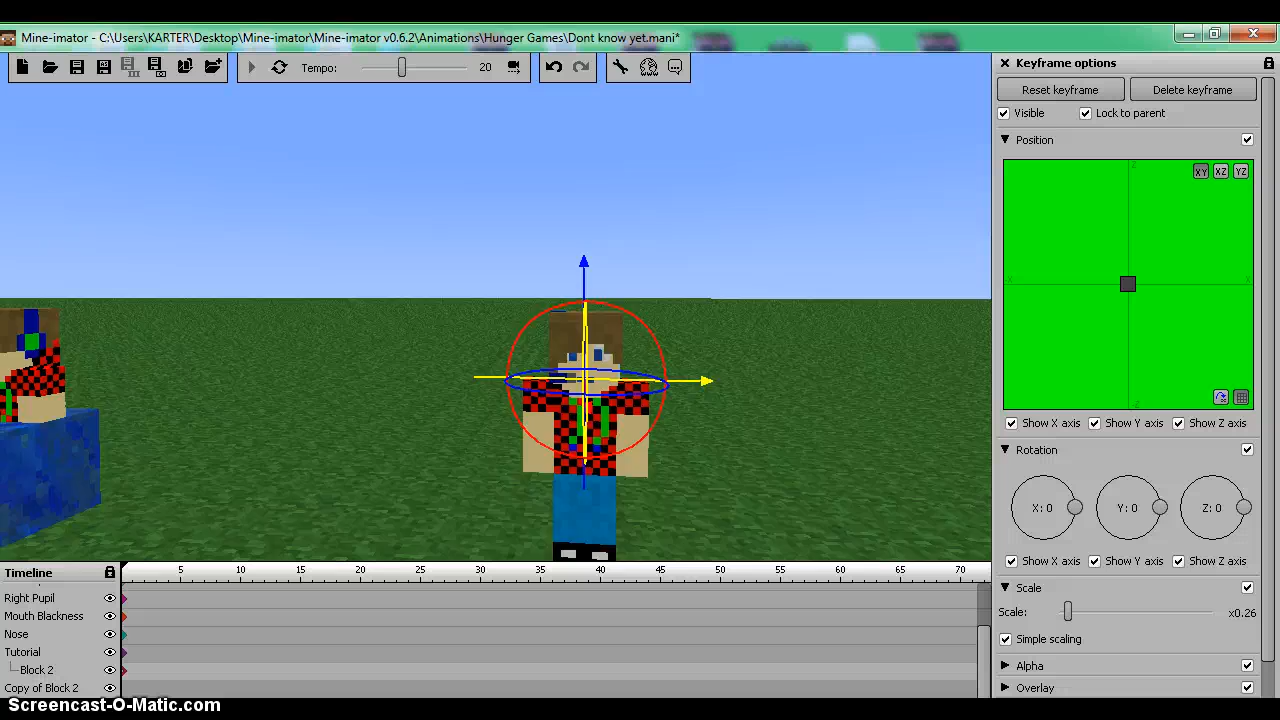 Mine-imator - C:\Users\KARTER\Desktop\Mine-imator\Mine-imator v0.6.2\Animations\Hunger Games\Dont know yet.mani*
Tempo: 20
Keyframe options
Reset keyframe Delete keyframe
Visible Lock to parent
Position
XY XZ YZ
Show X axis Show Y axis Show Z axis
Rotation
X: 0 Y: 0 Z: 0
Show X axis Show Y axis Show Z axis
Scale
Scale: x0.26
Simple scaling
Alpha
Overlay
Timeline 5 10 15 20 25 30 35 40 45 50 55 60 65 70
Right Pupil
Mouth Blackness
Nose
Tutorial
Block 2
Copy of Block 2
Screencast-O-Matic.com